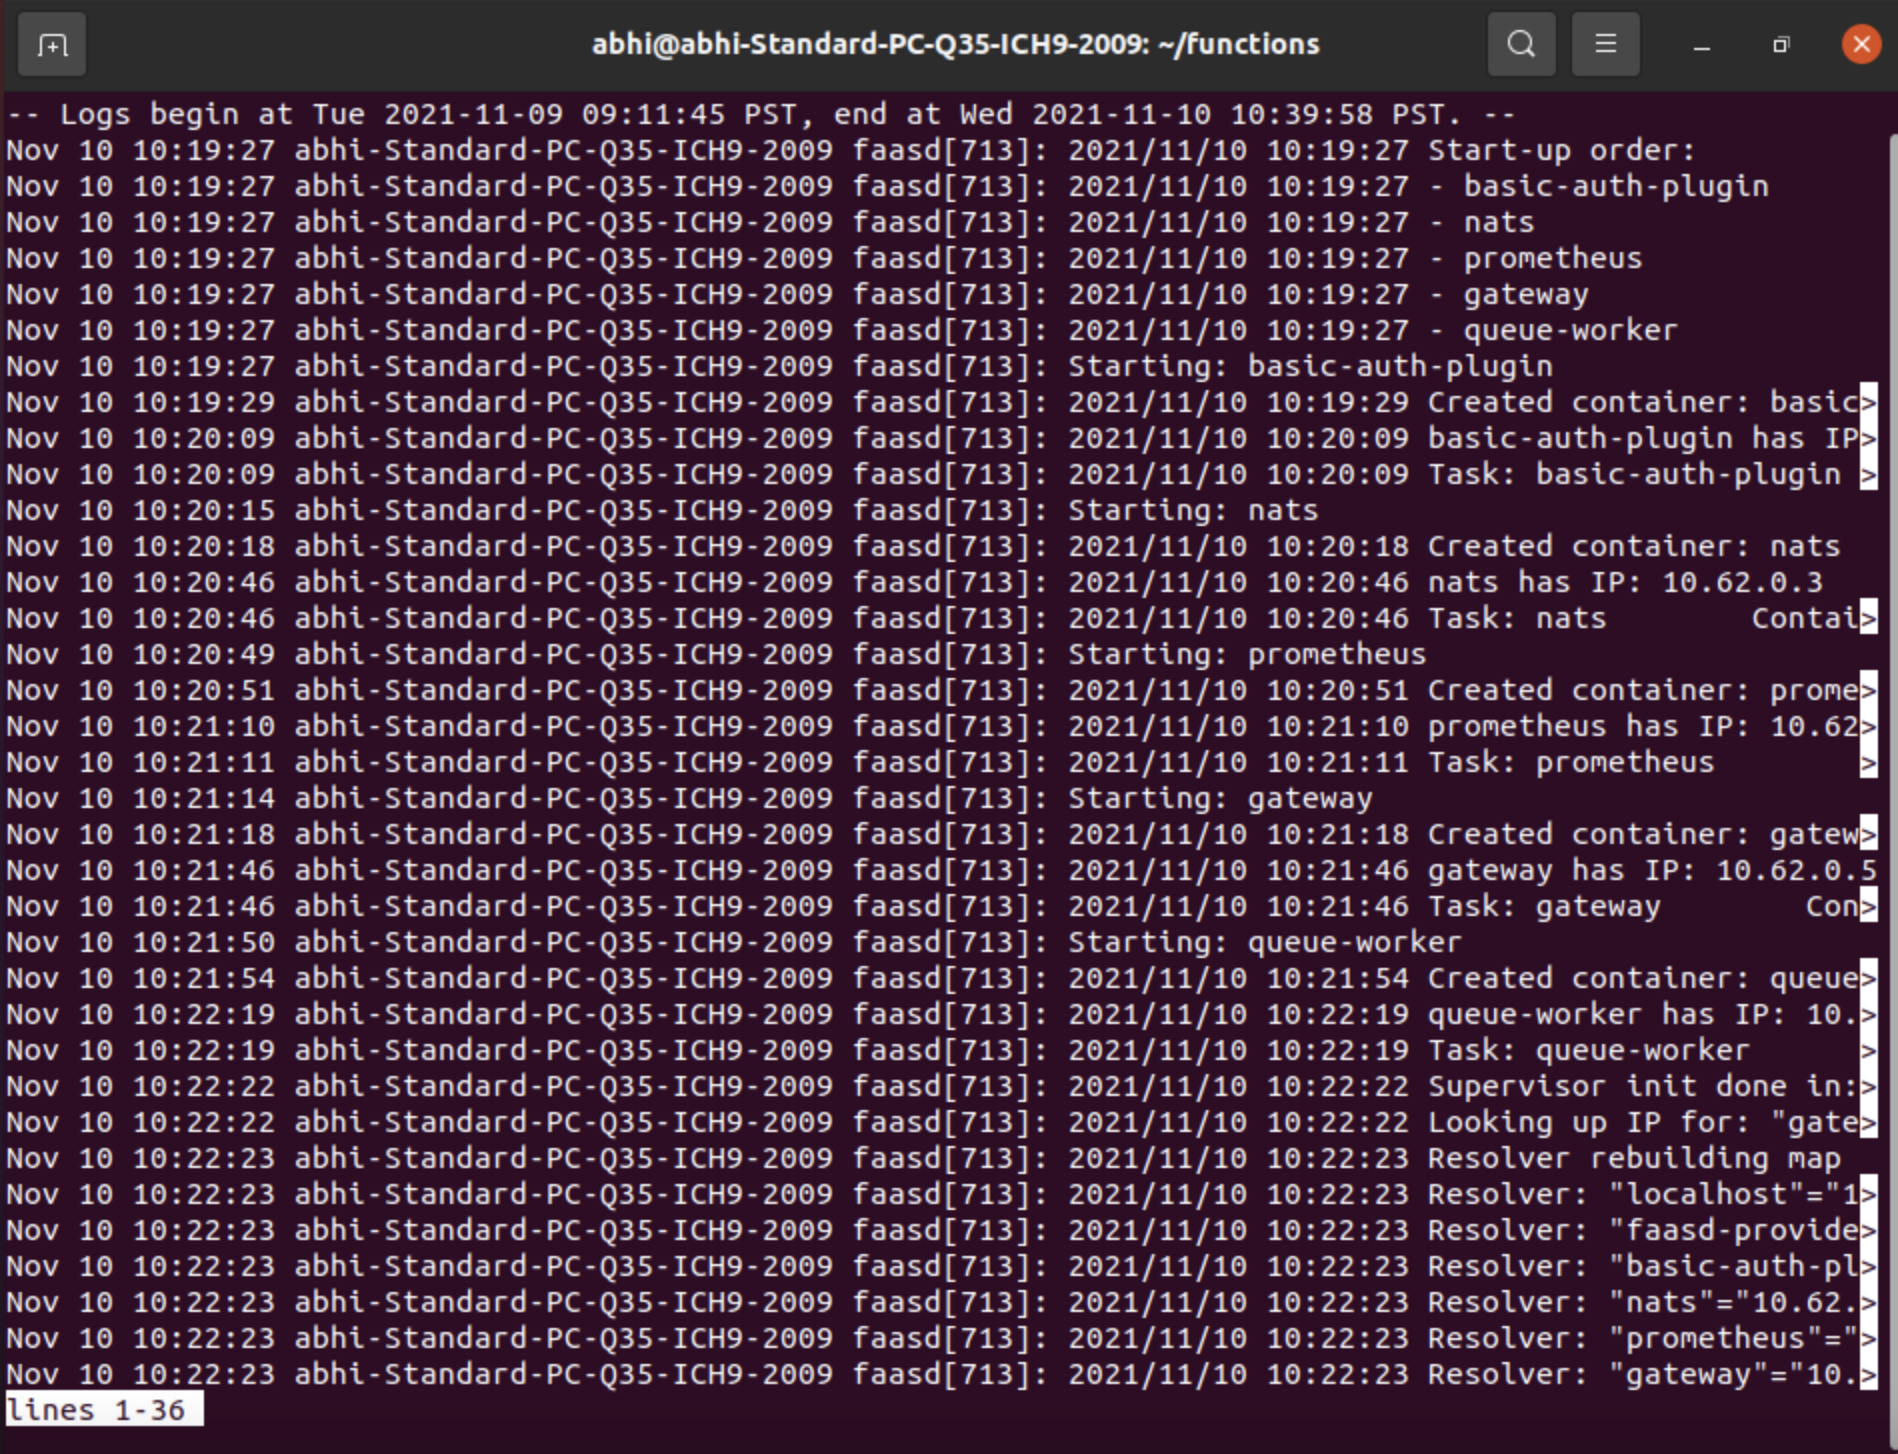 abhi@abhi-Standard-PC-Q35-ICH9-2009: ~/functions
-- Logs begin at Tue 2021-11-09 09:11:45 PST, end at Wed 2021-11-10 10:39:58 PST. --
Nov 10 10:19:27 abhi-Standard-PC-Q35-ICH9-2009 faasd[713]: 2021/11/10 10:19:27 Start-up order:
Nov 10 10:19:27 abhi-Standard-PC-Q35-ICH9-2009 faasd[713]: 2021/11/10 10:19:27 - basic-auth-plugin
Nov 10 10:19:27 abhi-Standard-PC-Q35-ICH9-2009 faasd[713]: 2021/11/10 10:19:27 - nats
Nov 10 10:19:27 abhi-Standard-PC-Q35-ICH9-2009 faasd[713]: 2021/11/10 10:19:27 - prometheus
Nov 10 10:19:27 abhi-Standard-PC-Q35-ICH9-2009 faasd[713]: 2021/11/10 10:19:27 - gateway
Nov 10 10:19:27 abhi-Standard-PC-Q35-ICH9-2009 faasd[713]: 2021/11/10 10:19:27 - queue-worker
Nov 10 10:19:27 abhi-Standard-PC-Q35-ICH9-2009 faasd[713]: Starting: basic-auth-plugin
Nov 10 10:19:29 abhi-Standard-PC-Q35-ICH9-2009 faasd[713]: 2021/11/10 10:19:29 Created container: basic>
Nov 10 10:20:09 abhi-Standard-PC-Q35-ICH9-2009 faasd[713]: 2021/11/10 10:20:09 basic-auth-plugin has IP>
Nov 10 10:20:09 abhi-Standard-PC-Q35-ICH9-2009 faasd[713]: 2021/11/10 10:20:09 Task: basic-auth-plugin >
Nov 10 10:20:15 abhi-Standard-PC-Q35-ICH9-2009 faasd[713]: Starting: nats
Nov 10 10:20:18 abhi-Standard-PC-Q35-ICH9-2009 faasd[713]: 2021/11/10 10:20:18 Created container: nats
Nov 10 10:20:46 abhi-Standard-PC-Q35-ICH9-2009 faasd[713]: 2021/11/10 10:20:46 nats has IP: 10.62.0.3
Nov 10 10:20:46 abhi-Standard-PC-Q35-ICH9-2009 faasd[713]: 2021/11/10 10:20:46 Task: nats        Contai>
Nov 10 10:20:49 abhi-Standard-PC-Q35-ICH9-2009 faasd[713]: Starting: prometheus
Nov 10 10:20:51 abhi-Standard-PC-Q35-ICH9-2009 faasd[713]: 2021/11/10 10:20:51 Created container: prome>
Nov 10 10:21:10 abhi-Standard-PC-Q35-ICH9-2009 faasd[713]: 2021/11/10 10:21:10 prometheus has IP: 10.62>
Nov 10 10:21:11 abhi-Standard-PC-Q35-ICH9-2009 faasd[713]: 2021/11/10 10:21:11 Task: prometheus        >
Nov 10 10:21:14 abhi-Standard-PC-Q35-ICH9-2009 faasd[713]: Starting: gateway
Nov 10 10:21:18 abhi-Standard-PC-Q35-ICH9-2009 faasd[713]: 2021/11/10 10:21:18 Created container: gatew>
Nov 10 10:21:46 abhi-Standard-PC-Q35-ICH9-2009 faasd[713]: 2021/11/10 10:21:46 gateway has IP: 10.62.0.5
Nov 10 10:21:46 abhi-Standard-PC-Q35-ICH9-2009 faasd[713]: 2021/11/10 10:21:46 Task: gateway        Con>
Nov 10 10:21:50 abhi-Standard-PC-Q35-ICH9-2009 faasd[713]: Starting: queue-worker
Nov 10 10:21:54 abhi-Standard-PC-Q35-ICH9-2009 faasd[713]: 2021/11/10 10:21:54 Created container: queue>
Nov 10 10:22:19 abhi-Standard-PC-Q35-ICH9-2009 faasd[713]: 2021/11/10 10:22:19 queue-worker has IP: 10.>
Nov 10 10:22:19 abhi-Standard-PC-Q35-ICH9-2009 faasd[713]: 2021/11/10 10:22:19 Task: queue-worker      >
Nov 10 10:22:22 abhi-Standard-PC-Q35-ICH9-2009 faasd[713]: 2021/11/10 10:22:22 Supervisor init done in:>
Nov 10 10:22:22 abhi-Standard-PC-Q35-ICH9-2009 faasd[713]: 2021/11/10 10:22:22 Looking up IP for: "gate>
Nov 10 10:22:23 abhi-Standard-PC-Q35-ICH9-2009 faasd[713]: 2021/11/10 10:22:23 Resolver rebuilding map
Nov 10 10:22:23 abhi-Standard-PC-Q35-ICH9-2009 faasd[713]: 2021/11/10 10:22:23 Resolver: "localhost"="1>
Nov 10 10:22:23 abhi-Standard-PC-Q35-ICH9-2009 faasd[713]: 2021/11/10 10:22:23 Resolver: "faasd-provide>
Nov 10 10:22:23 abhi-Standard-PC-Q35-ICH9-2009 faasd[713]: 2021/11/10 10:22:23 Resolver: "basic-auth-pl>
Nov 10 10:22:23 abhi-Standard-PC-Q35-ICH9-2009 faasd[713]: 2021/11/10 10:22:23 Resolver: "nats"="10.62.>
Nov 10 10:22:23 abhi-Standard-PC-Q35-ICH9-2009 faasd[713]: 2021/11/10 10:22:23 Resolver: "prometheus"=">
Nov 10 10:22:23 abhi-Standard-PC-Q35-ICH9-2009 faasd[713]: 2021/11/10 10:22:23 Resolver: "gateway"="10.>
lines 1-36